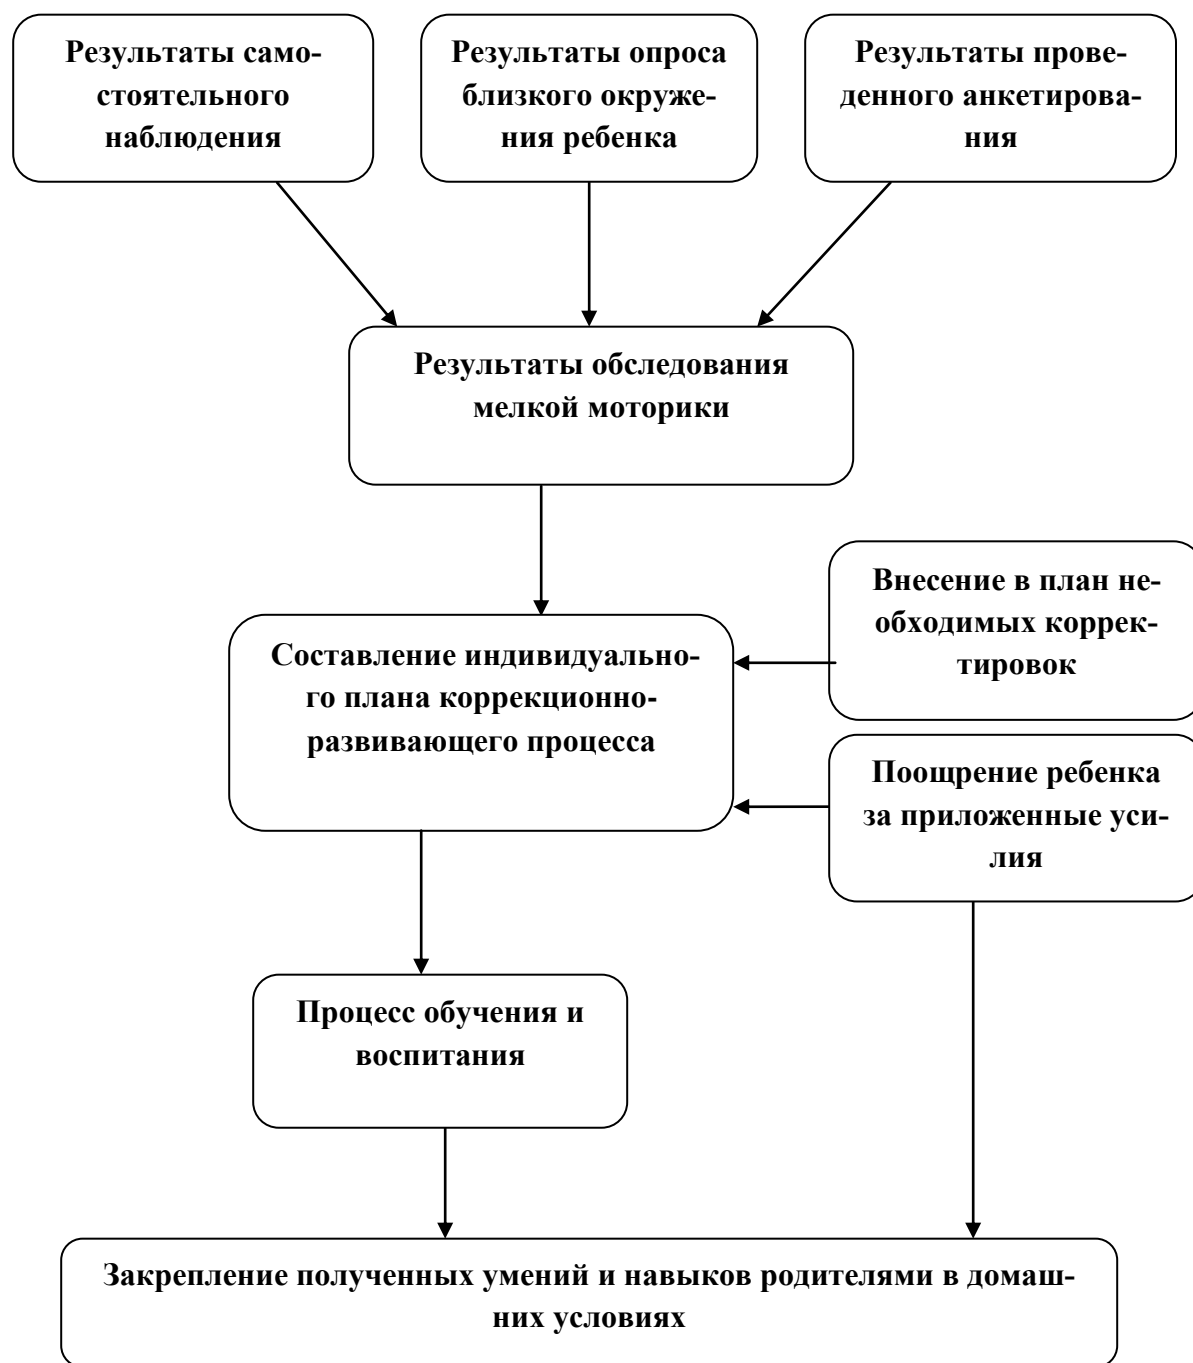 Результаты само-
стоятельного
наблюдения
Результаты опроса
близкого окруже-
ния ребенка
Результаты прове-
денного анкетирова-
ния
Результаты обследования
мелкой моторики
Внесение в план не-
обходимых коррек-
тировок
Составление индивидуально-
го плана коррекционно-
развивающего процесса
Поощрение ребенка
за приложенные уси-
лия
Процесс обучения и
воспитания
Закрепление полученных умений и навыков родителями в домаш-
них условиях